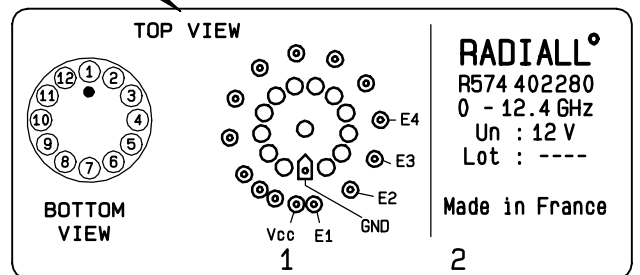 TOP VIEW
12 1 2
11 3
10 4
9 5
8 7 6
BOTTOM
VIEW
E4
E3
E2
GND
Vcc E1
1
RADIALL°
R574 402280
0 - 12.4 GHz
Un : 12 V
Lot : ----
Made in France
2